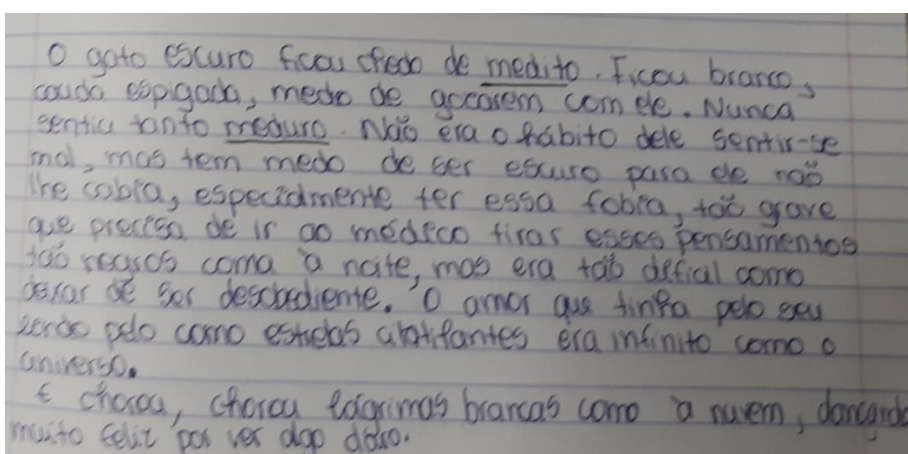 O gato escuro ficou cheio de medito. Ficou branco,
cauda espigada, medo de gozarem com ele. Nunca
sentiu tanto meduro. Não era o hábito dele sentir-se
mal, mas tem medo de ser escuro para ele não
lhe cabia, especialmente ter essa fobia, tão grave
que precisa de ir ao médico tirar esses pensamentos
tão negros coma a noite, mas era tão difícil como
deixar de ser desobediente. O amor que tinha pelo seu
lindo pelo como estrelas cintilantes era infinito como o
universo.
E chorou, chorou lágrimas brancas como a nuvem, dançando
muito feliz por ver algo claro.